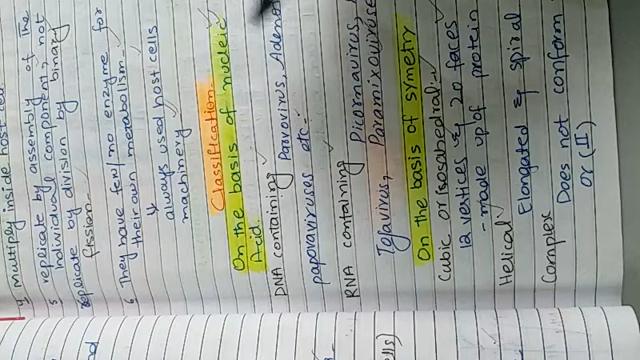 4 Multiply inside host
5 replicate by assembly of the
Individual components, not
replicate by division by binary
fission.
6 They have few/no enzyme for
their own metabolism
always used host cells
machinery
Classification
On the basis of nucleic
Acid.
DNA containing Parvovirus, Adeno
papovaviruses etc
RNA containing Picornavirus,
Togavirus, Paramixovirus
On the basis of symetry
Cubic or Isosahedral
12 vertices & 20 faces
- made up of protein
Helical
Elongated & spiral
Complex
Does not conform
or (II)